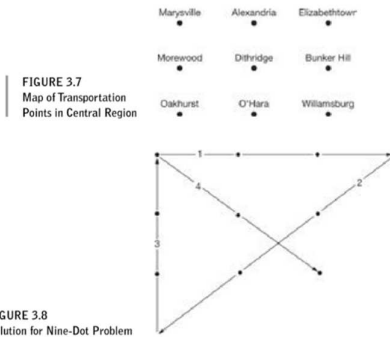 Marysville Alexandria Elizabethtown
Morewood Dithridge Bunker Hill
Oakhurst O'Hara Willamsburg
FIGURE 3.7
Map of Transportation
Points in Central Region
1
2
4
3
GURE 3.8
lution for Nine-Dot Problem